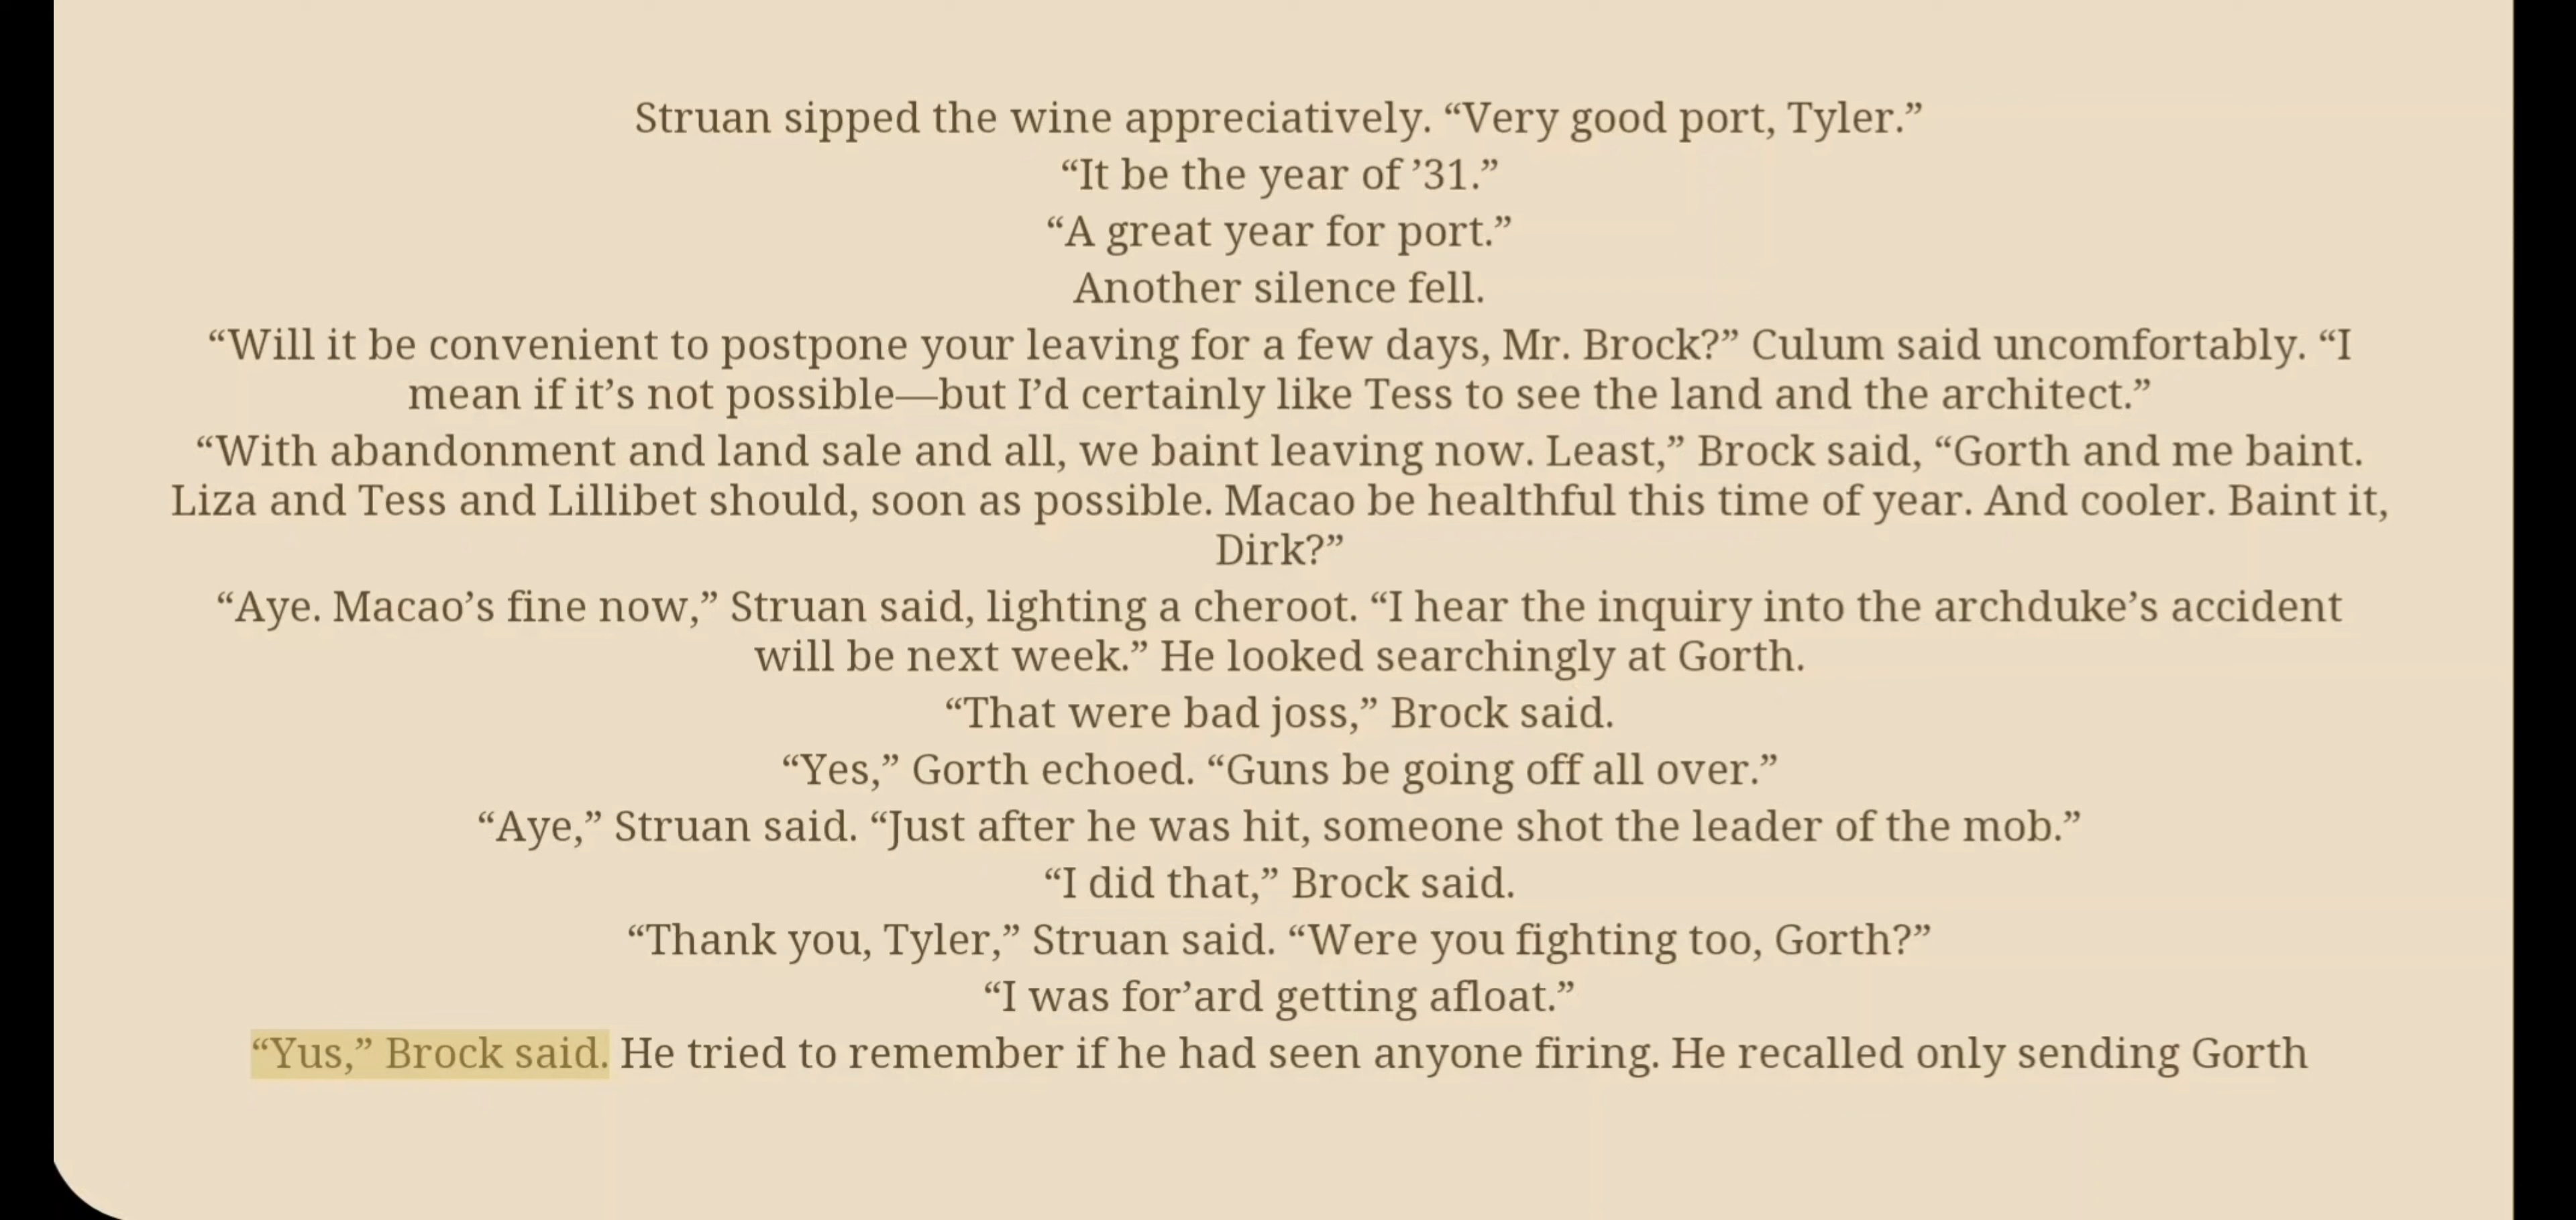 Struan sipped the wine appreciatively. “Very good port, Tyler.”
“It be the year of ’31.”
“A great year for port.”
Another silence fell.
“Will it be convenient to postpone your leaving for a few days, Mr. Brock?” Culum said uncomfortably. “I
mean if it’s not possible—but I’d certainly like Tess to see the land and the architect.”
“With abandonment and land sale and all, we baint leaving now. Least,” Brock said, “Gorth and me baint.
Liza and Tess and Lillibet should, soon as possible. Macao be healthful this time of year. And cooler. Baint it,
Dirk?”
“Aye. Macao’s fine now,” Struan said, lighting a cheroot. “I hear the inquiry into the archduke’s accident
will be next week.” He looked searchingly at Gorth.
“That were bad joss,” Brock said.
“Yes,” Gorth echoed. “Guns be going off all over.”
“Aye,” Struan said. “Just after he was hit, someone shot the leader of the mob.”
“I did that,” Brock said.
“Thank you, Tyler,” Struan said. “Were you fighting too, Gorth?”
“I was for’ard getting afloat.”
“Yus,” Brock said. He tried to remember if he had seen anyone firing. He recalled only sending Gorth